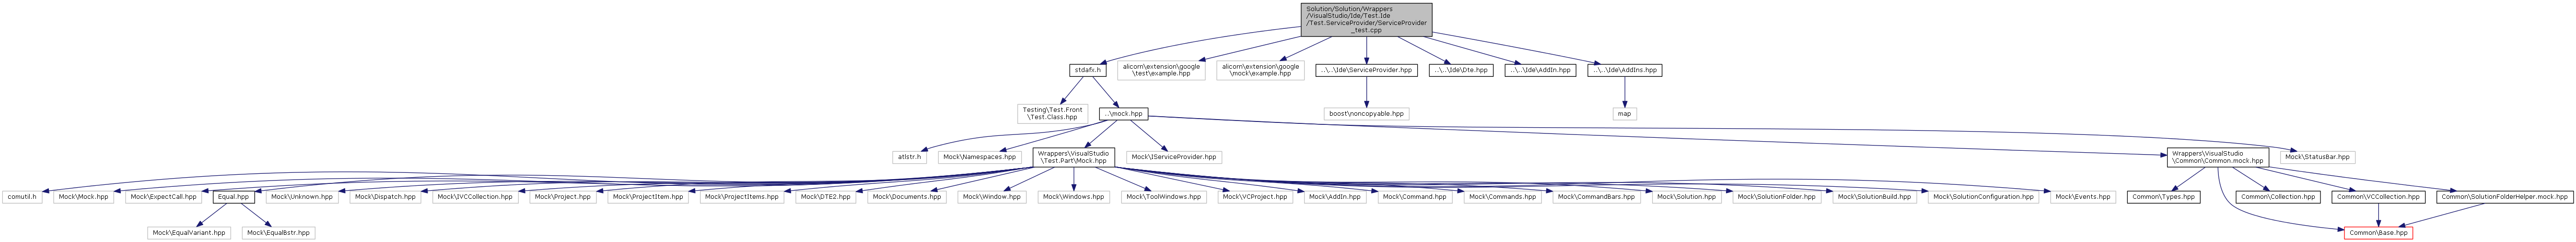 Solution/Solution/Wrappers
/VisualStudio/Ide/Test.Ide
/Test.ServiceProvider/ServiceProvider
_test.cpp
stdafx.h
alicorn\extension\google
\test\example.hpp
alicorn\extension\google
\mock\example.hpp
..\..\Ide\ServiceProvider.hpp
..\..\Ide\Dte.hpp
..\..\Ide\AddIn.hpp
..\..\Ide\AddIns.hpp
Testing\Test.Front
\Test.Class.hpp
..\mock.hpp
boost\noncopyable.hpp
map
atlstr.h
Mock\Namespaces.hpp
Wrappers\VisualStudio
\Test.Part\Mock.hpp
Mock\IServiceProvider.hpp
Wrappers\VisualStudio
\Common\Common.mock.hpp
Mock\StatusBar.hpp
comutil.h
Mock\Mock.hpp
Mock\ExpectCall.hpp
Equal.hpp
Mock\Unknown.hpp
Mock\Dispatch.hpp
Mock\IVCCollection.hpp
Mock\Project.hpp
Mock\ProjectItem.hpp
Mock\ProjectItems.hpp
Mock\DTE2.hpp
Mock\Documents.hpp
Mock\Window.hpp
Mock\Windows.hpp
Mock\ToolWindows.hpp
Mock\VCProject.hpp
Mock\AddIn.hpp
Mock\Command.hpp
Mock\Commands.hpp
Mock\CommandBars.hpp
Mock\Solution.hpp
Mock\SolutionFolder.hpp
Mock\SolutionBuild.hpp
Mock\SolutionConfiguration.hpp
Mock\Events.hpp
Common\Types.hpp
Common\Collection.hpp
Common\VCCollection.hpp
Common\SolutionFolderHelper.mock.hpp
Mock\EqualVariant.hpp
Mock\EqualBstr.hpp
Common\Base.hpp